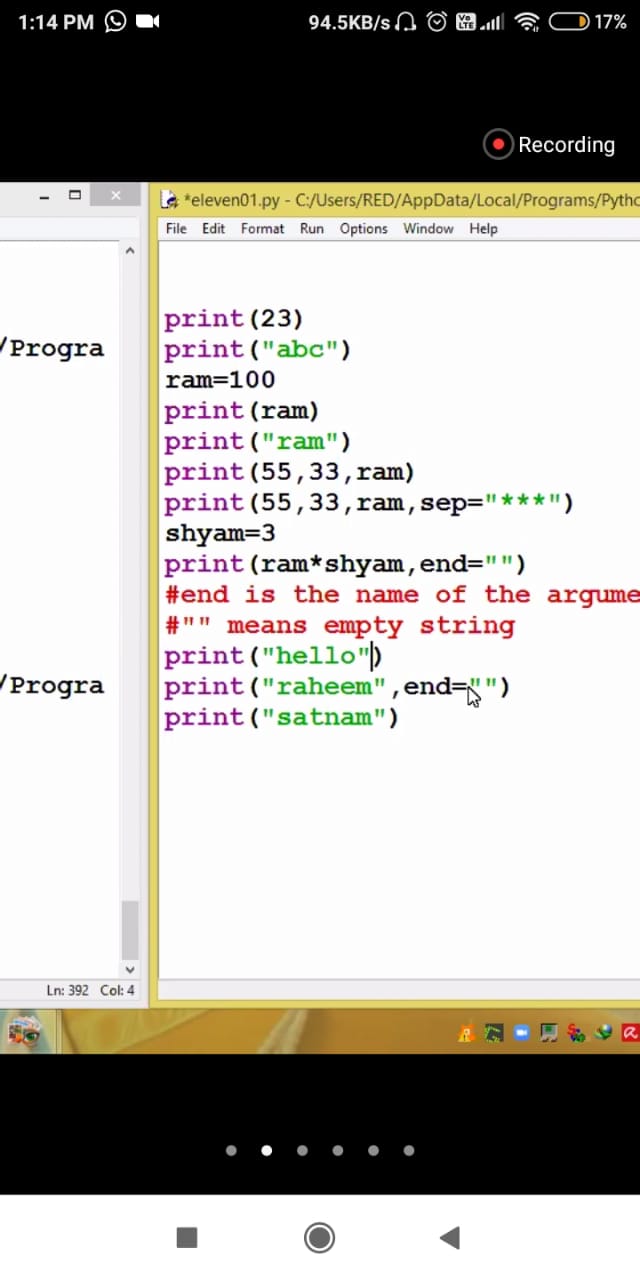 1:14 PM
94.5KB/s
Vo
LTE
17%
Recording
*eleven01.py - C:/Users/RED/AppData/Local/Programs/Pytho
File Edit Format Run Options Window Help
print(23)
/Progra
print("abc")
ram=100
print(ram)
print("ram")
print(55,33,ram)
print(55,33,ram,sep="***")
shyam=3
print(ram*shyam,end="")
#end is the name of the argume
#"" means empty string
print("hello")
/Progra
print("raheem",end="")
print("satnam")
Ln: 392 Col: 4